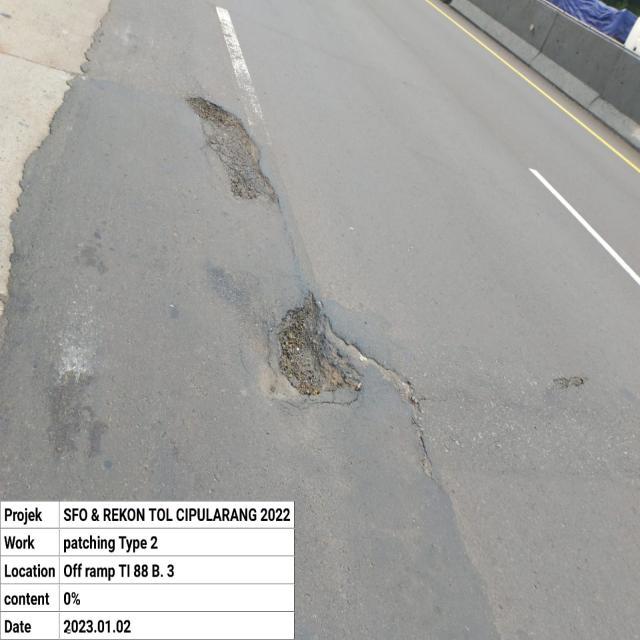 Projek SFO & REKON TOL CIPULARANG 2022
Work patching Type 2
Location Off ramp TI 88 B. 3
content 0%
Date 2023.01.02